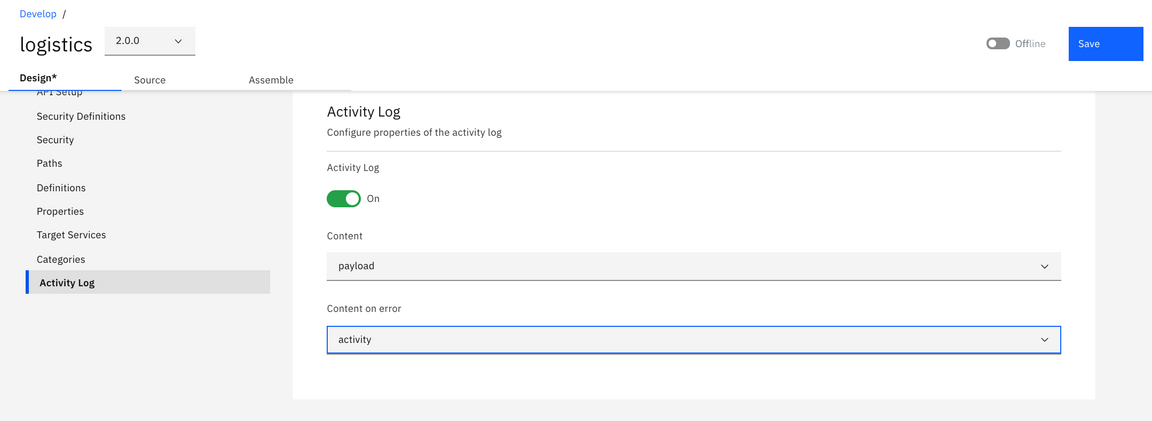 Develop /
logistics 2.0.0
Offline
Save
Design* Source Assemble
API Setup
Security Definitions
Security
Paths
Definitions
Properties
Target Services
Categories
Activity Log
Activity Log
Configure properties of the activity log
Activity Log
On
Content
payload
Content on error
activity